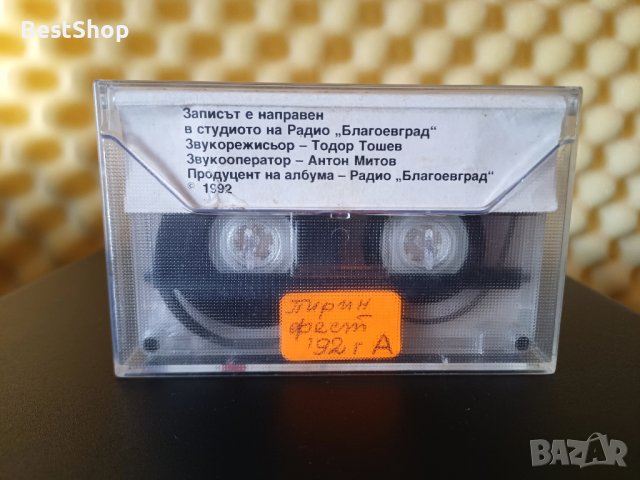 BestShop
Записът е направен
в студиото на Радио „Благоевград"
Звукорежисьор – Тодор Тошев
Звукооператор – Антон Митов
Продуцент на албума – Радио „Благоевград"
© 1992
Пирин
фест
'92 г А
BAZAR